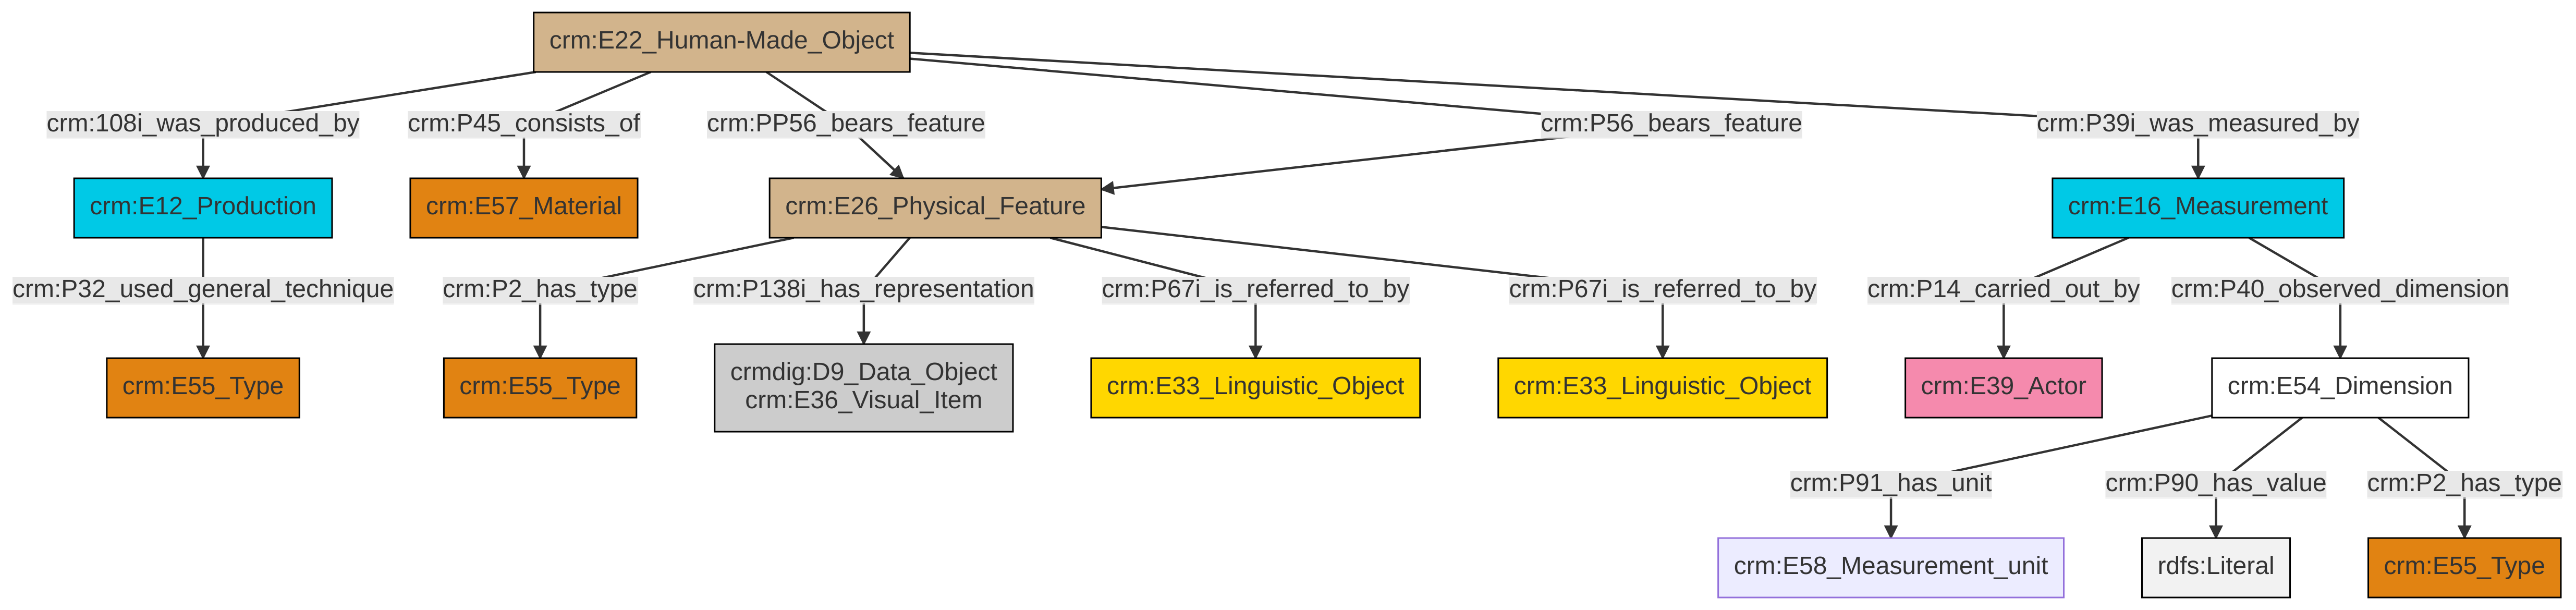 crm:E22_Human-Made_Object
crm:108i_was_produced_by
crm:P45_consists_of
crm:PP56_bears_feature
crm:P56_bears_feature
crm:P39i_was_measured_by
crm:E12_Production
crm:E57_Material
crm:E26_Physical_Feature
crm:E16_Measurement
crm:P32_used_general_technique
crm:P2_has_type
crm:P138i_has_representation
crm:P67i_is_referred_to_by
crm:P67i_is_referred_to_by
crm:P14_carried_out_by
crm:P40_observed_dimension
crm:E55_Type
crm:E55_Type
crmdig:D9_Data_Object
crm:E36_Visual_Item
crm:E33_Linguistic_Object
crm:E33_Linguistic_Object
crm:E39_Actor
crm:E54_Dimension
crm:P91_has_unit
crm:P90_has_value
crm:P2_has_type
crm:E58_Measurement_unit
rdfs:Literal
crm:E55_Type